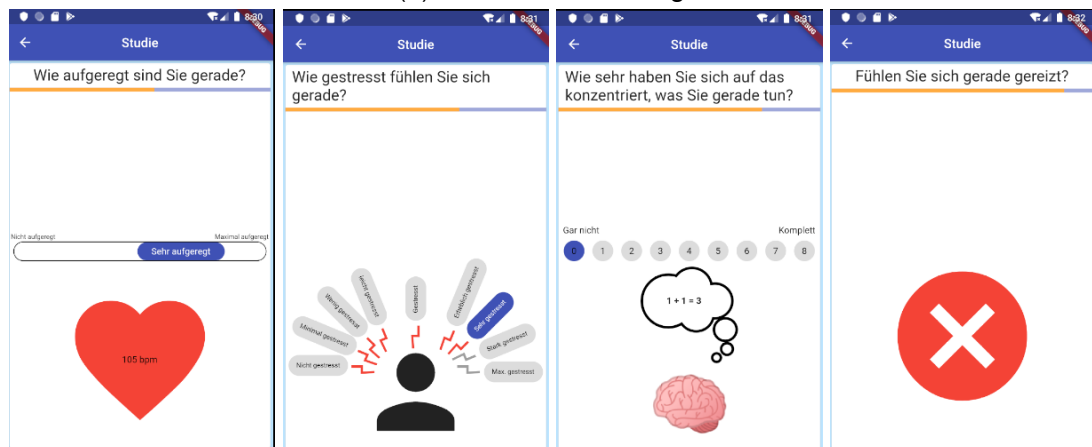 8:30
Studie
Wie aufgeregt sind Sie gerade?
Nicht aufgeregt
Maximal aufgeregt
Sehr aufgeregt
105 bpm
8:31
Studie
Wie gestresst fühlen Sie sich
gerade?
Nicht gestresst
Minimal gestresst
Wenig gestresst
leicht gestresst
Gestresst
Erheblich gestresst
Sehr gestresst
Stark gestresst
Max. gestresst
8:31
Studie
Wie sehr haben Sie sich auf das
konzentriert, was Sie gerade tun?
Gar nicht
Komplett
0 1 2 3 4 5 6 7 8
1 + 1 = 3
8:32
Studie
Fühlen Sie sich gerade gereizt?